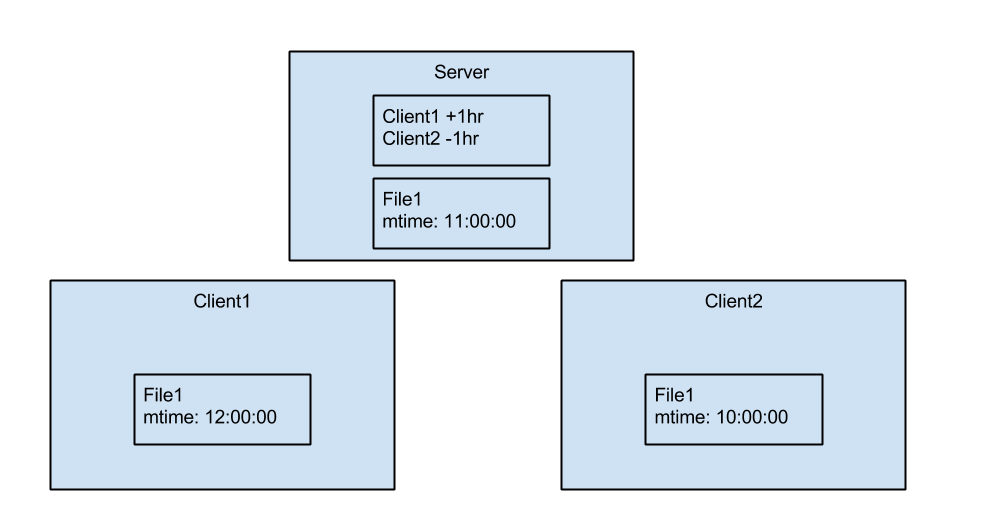 Server
Client1 +1hr
Client2 -1hr
File1
mtime: 11:00:00
Client1
File1
mtime: 12:00:00
Client2
File1
mtime: 10:00:00